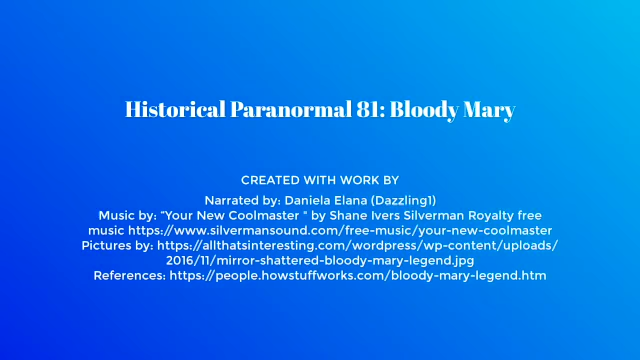 Historical Paranormal 81: Bloody Mary
CREATED WITH WORK BY
Narrated by: Daniela Elana (Dazzling1)
Music by: "Your New Coolmaster " by Shane Ivers Silverman Royalty free
music https://www.silvermansound.com/free-music/your-new-coolmaster
Pictures by: https://allthatsinteresting.com/wordpress/wp-content/uploads/
2016/11/mirror-shattered-bloody-mary-legend.jpg
References: https://people.howstuffworks.com/bloody-mary-legend.htm